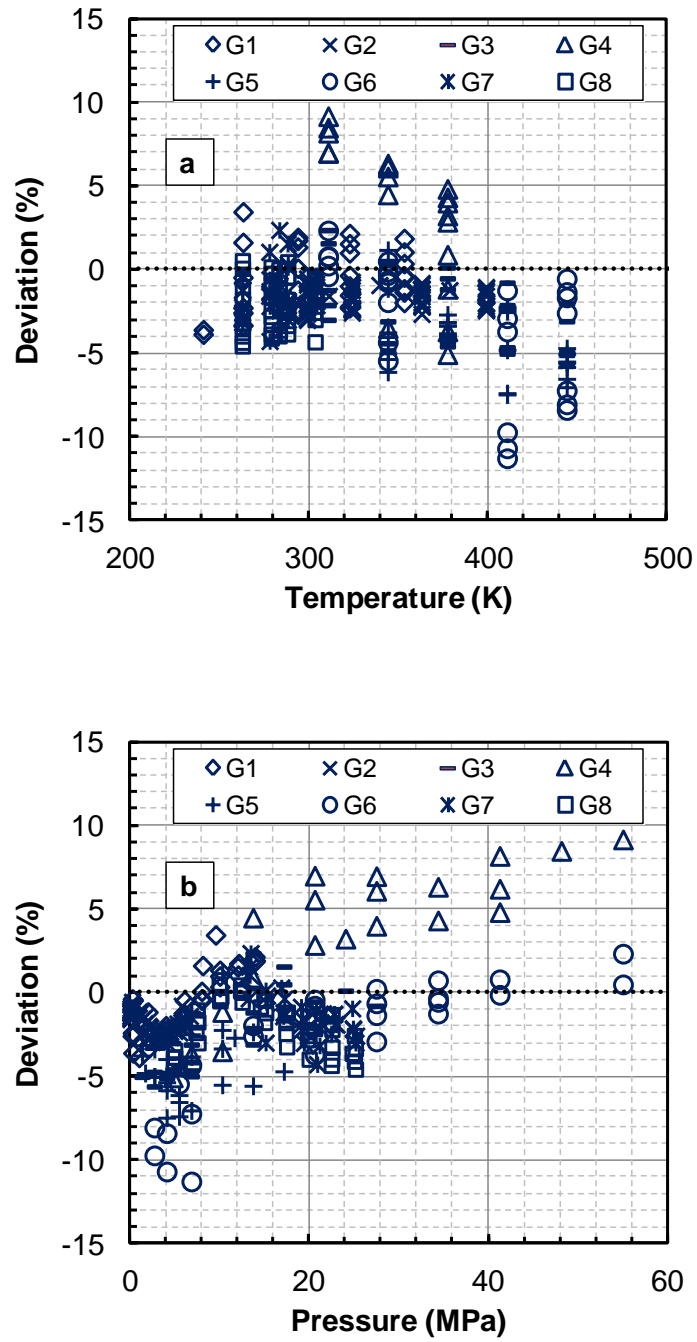 15
G1 G2 G3 G4
G5 G6 G7 G8
10
a
5
Deviation (%)
0
-5
-10
-15
200 300 400 500
Temperature (K)
15
G1 G2 G3 G4
G5 G6 G7 G8
10
b
5
Deviation (%)
0
-5
-10
-15
0 20 40 60
Pressure (MPa)